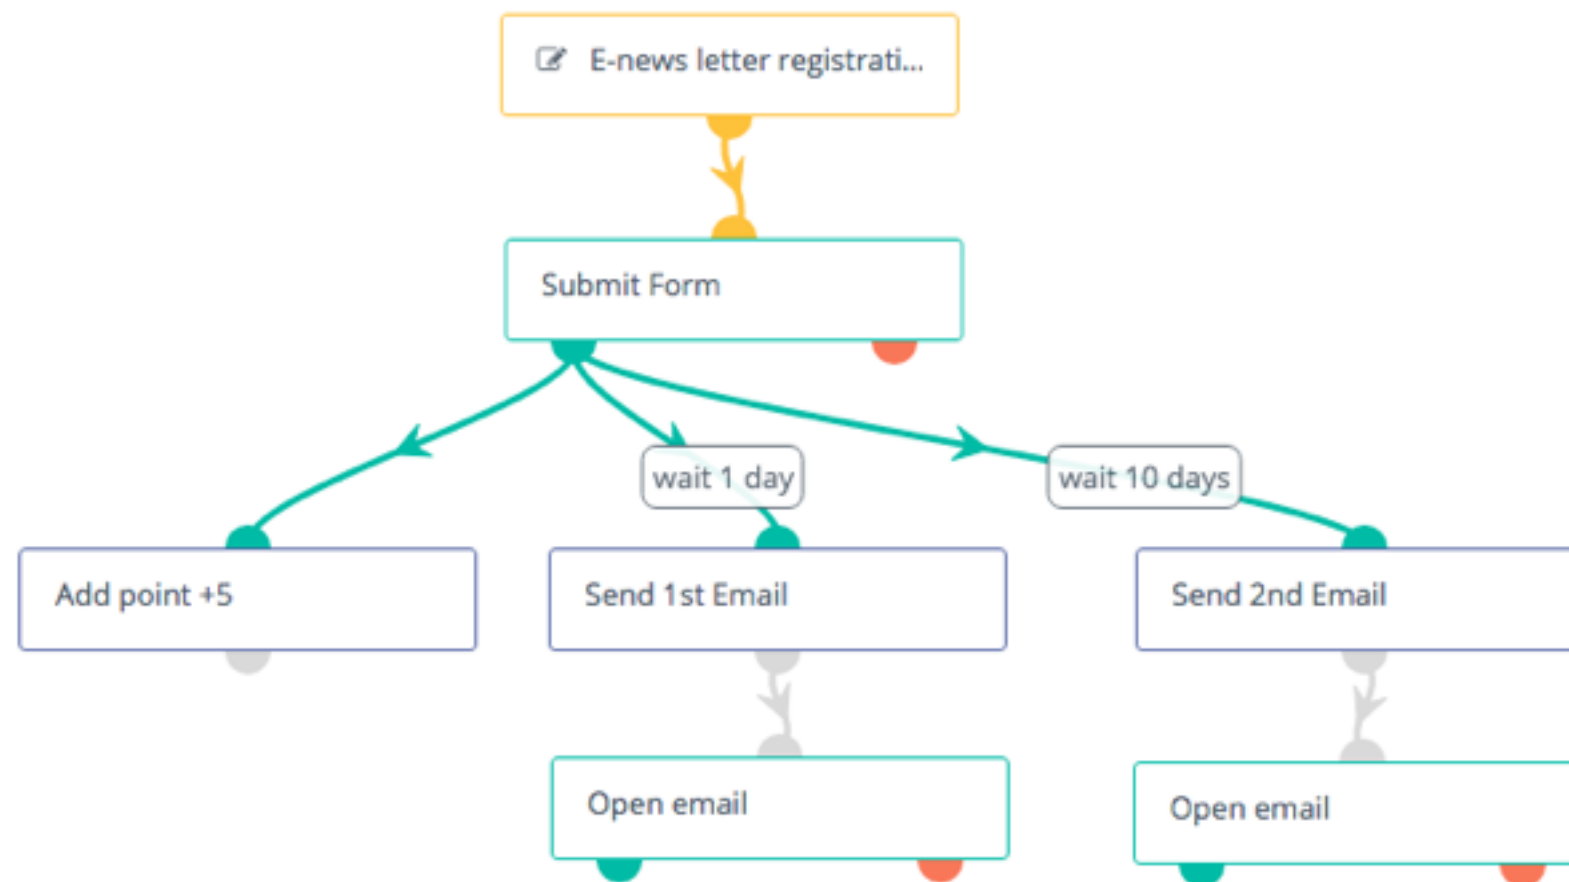 E-news letter registrati...
Submit Form
wait 1 day
wait 10 days
Add point +5
Send 1st Email
Send 2nd Email
Open email
Open email